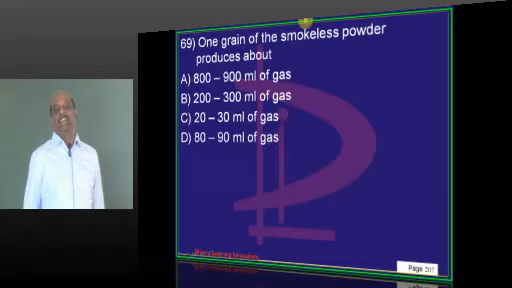 69) One grain of the smokeless powder
produces about
A) 800 – 900 ml of gas
B) 200 – 300 ml of gas
C) 20 – 30 ml of gas
D) 80 – 90 ml of gas
Page 207